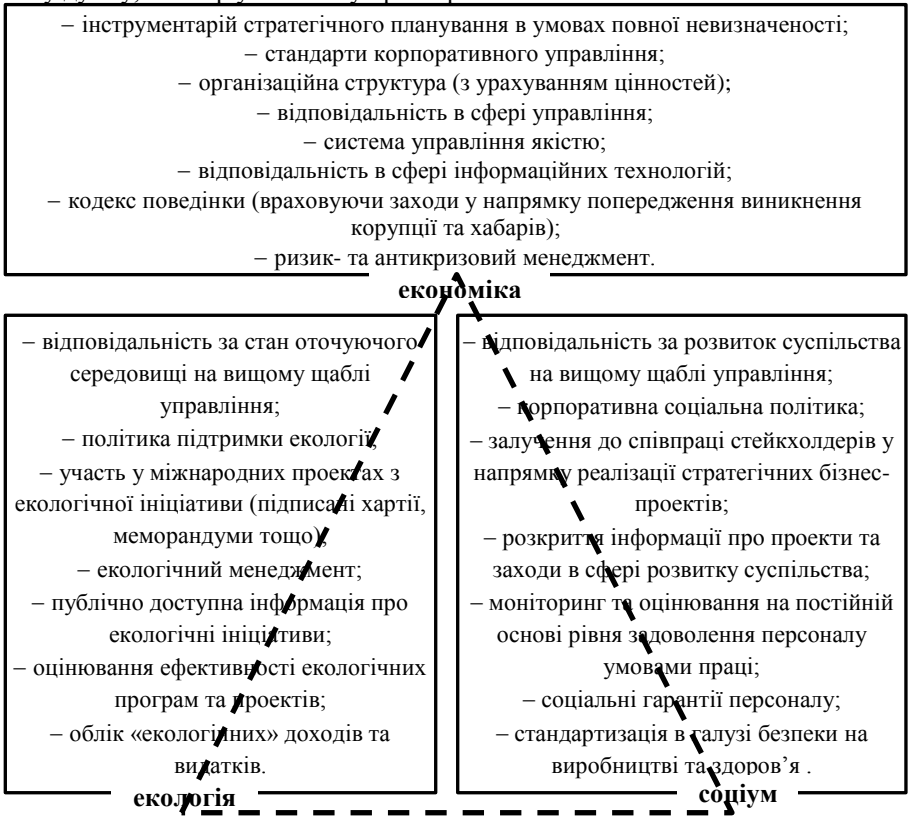 – інструментарій стратегічного планування в умовах повної невизначеності;
– стандарти корпоративного управління;
– організаційна структура (з урахуванням цінностей);
– відповідальність в сфері управління;
– система управління якістю;
– відповідальність в сфері інформаційних технологій;
– кодекс поведінки (враховуючи заходи у напрямку попередження виникнення
корупції та хабарів);
– ризик- та антикризовий менеджмент.
економіка
– відповідальність за стан оточуючого
середовищі на вищому щаблі
управління;
– політика підтримки екології;
– участь у міжнародних проектах з
екологічної ініціативи (підписані хартії,
меморандуми тощо);
– екологічний менеджмент;
– публічно доступна інформація про
екологічні ініціативи;
– оцінювання ефективності екологічних
програм та проектів;
– облік «екологійних» доходів та
видатків.
екологія
– відповідальність за розвиток суспільства
на вищому щаблі управління;
– корпоративна соціальна політика;
– залучення до співпраці стейкхолдерів у
напрямку реалізації стратегічних бізнес-
проектів;
– розкриття інформації про проекти та
заходи в сфері розвитку суспільства;
– моніторинг та оцінювання на постійній
основі рівня задоволення персоналу
умовами праці;
– соціальні гарантії персоналу;
– стандартизація в галузі безпеки на
виробництві та здоров’я .
соціум